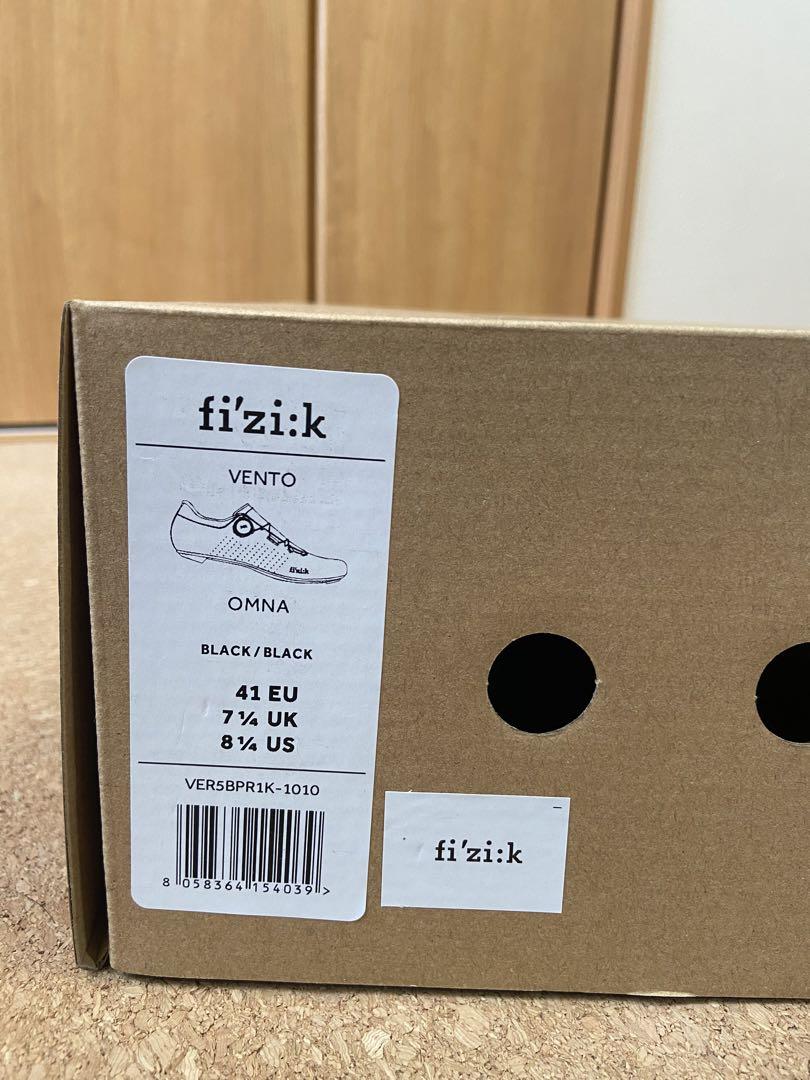 fi'zi:k
VENTO
fi'zi:k
OMNA
BLACK/BLACK
41 EU
7 ¼ UK
8 ¼ US
VER5BPR1K-1010
8 058364 154039 >
fi'zi:k